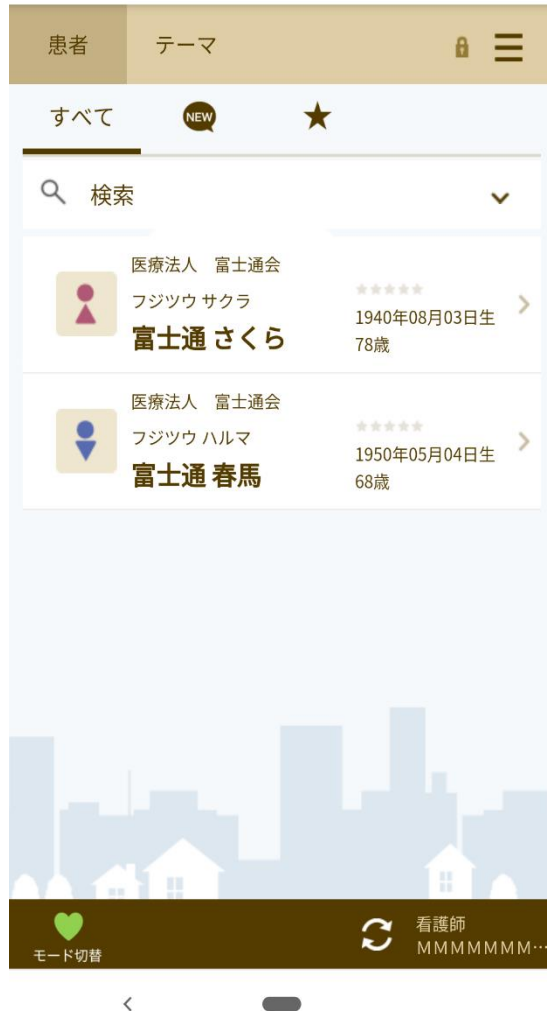 患者 テーマ
すべて NEW
検索
医療法人　富士通会
フジツウ サクラ
富士通 さくら
1940年08月03日生
78歳
医療法人　富士通会
フジツウ ハルマ
富士通 春馬
1950年05月04日生
68歳
モード切替
看護師
ＭＭＭＭＭＭＭ…